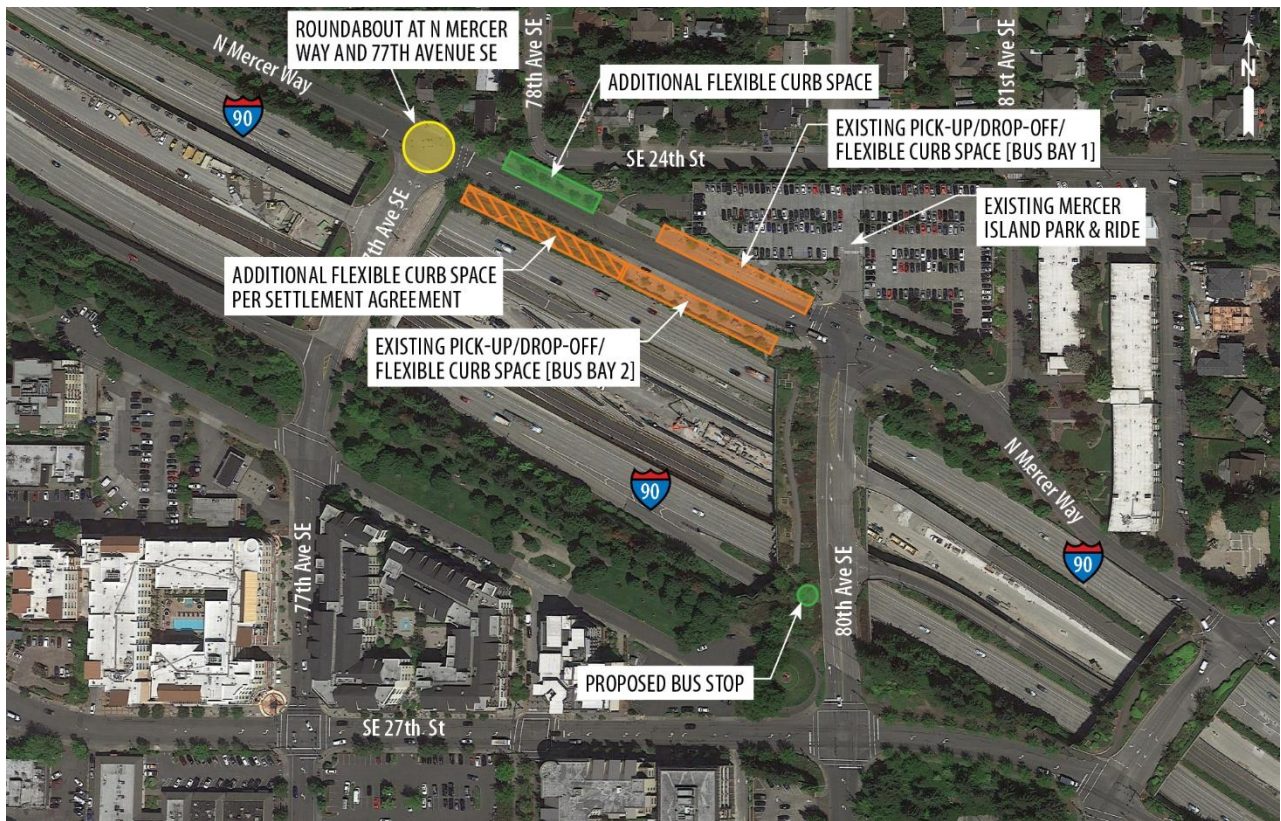 ROUNDABOUT AT N MERCER
WAY AND 77TH AVENUE SE
N Mercer Way
90
78th Ave SE
ADDITIONAL FLEXIBLE CURB SPACE
81st Ave SE
N
EXISTING PICK-UP/DROP-OFF/
FLEXIBLE CURB SPACE [BUS BAY 1]
SE 24th St
EXISTING MERCER
ISLAND PARK & RIDE
7th Ave SE
ADDITIONAL FLEXIBLE CURB SPACE
PER SETTLEMENT AGREEMENT
EXISTING PICK-UP/DROP-OFF/
FLEXIBLE CURB SPACE [BUS BAY 2]
90
N Mercer Way
90
77th Ave SE
80th Ave SE
PROPOSED BUS STOP
SE 27th St